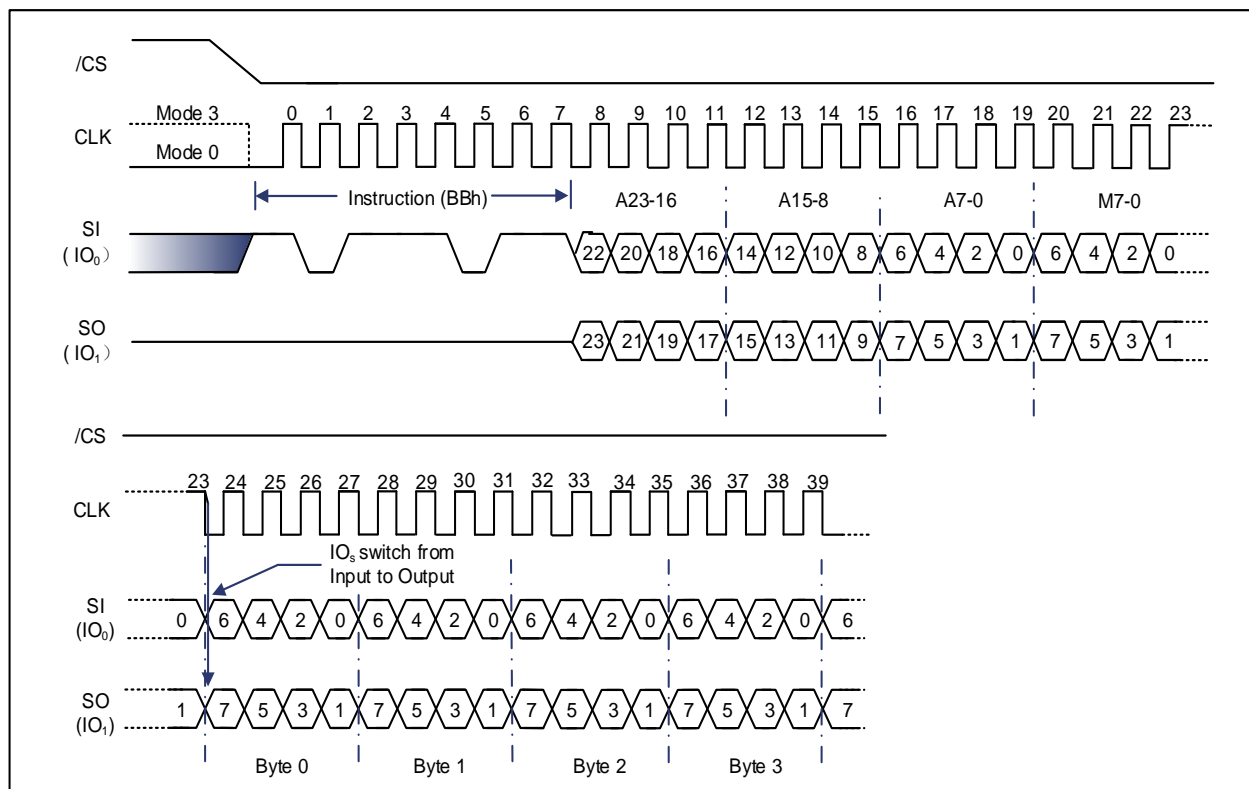 /CS
Mode 3
0 1 2 3 4 5 6 7 8 9 10 11 12 13 14 15 16 17 18 19 20 21 22 23
CLK
Mode 0
Instruction (BBh)
A23-16 A15-8 A7-0 M7-0
SI
(IO₀)
22 20 18 16 14 12 10 8 6 4 2 0 6 4 2 0
SO
(IO₁)
23 21 19 17 15 13 11 9 7 5 3 1 7 5 3 1
/CS
23 24 25 26 27 28 29 30 31 32 33 34 35 36 37 38 39
CLK
IOₛ switch from
Input to Output
SI
(IO₀)
0 6 4 2 0 6 4 2 0 6 4 2 0 6 4 2 0 6
SO
(IO₁)
1 7 5 3 1 7 5 3 1 7 5 3 1 7 5 3 1 7
Byte 0 Byte 1 Byte 2 Byte 3